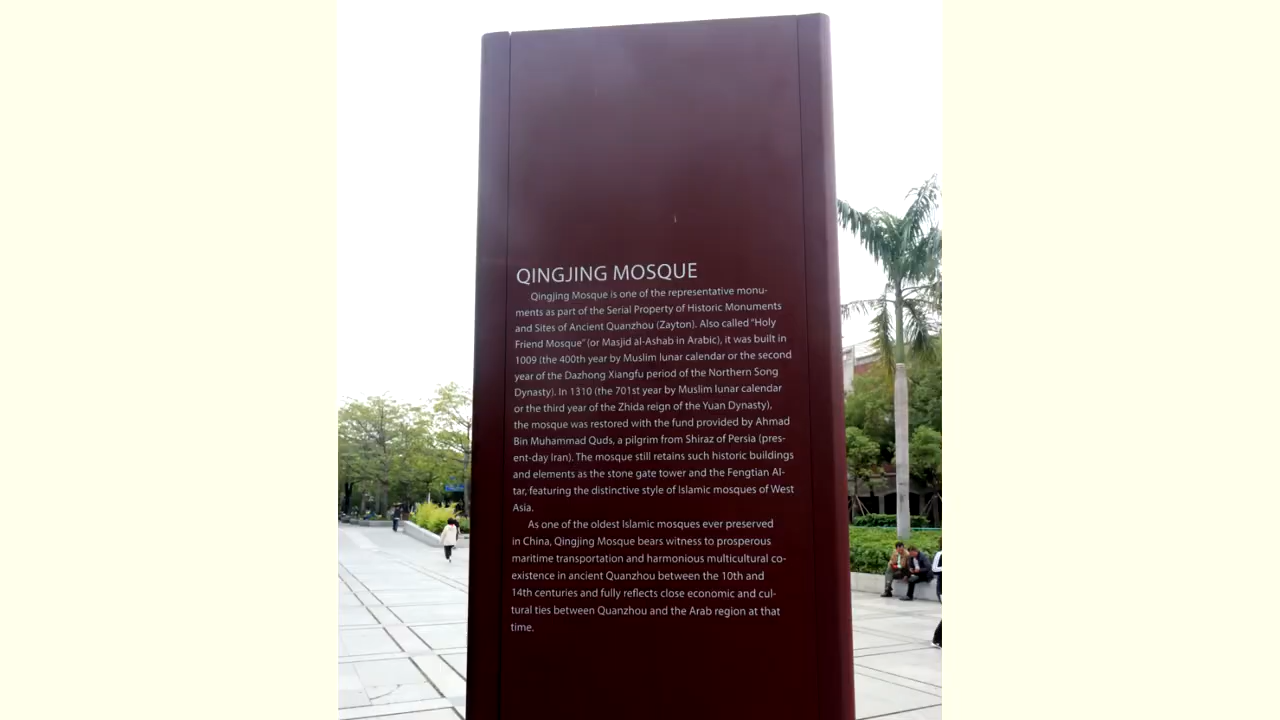 QINGJING MOSQUE
Qingjing Mosque is one of the representative monu-
ments as part of the Serial Property of Historic Monuments
and Sites of Ancient Quanzhou (Zayton). Also called "Holy
Friend Mosque" (or Masjid al-Ashab in Arabic), it was built in
1009 (the 400th year by Muslim lunar calendar or the second
year of the Dazhong Xiangfu period of the Northern Song
Dynasty). In 1310 (the 701st year by Muslim lunar calendar
or the third year of the Zhida reign of the Yuan Dynasty),
the mosque was restored with the fund provided by Ahmad
Bin Muhammad Quds, a pilgrim from Shiraz of Persia (pres-
ent-day Iran). The mosque still retains such historic buildings
and elements as the stone gate tower and the Fengtian Al-
tar, featuring the distinctive style of Islamic mosques of West
Asia.
As one of the oldest Islamic mosques ever preserved
in China, Qingjing Mosque bears witness to prosperous
maritime transportation and harmonious multicultural co-
existence in ancient Quanzhou between the 10th and
14th centuries and fully reflects close economic and cul-
tural ties between Quanzhou and the Arab region at that
time.